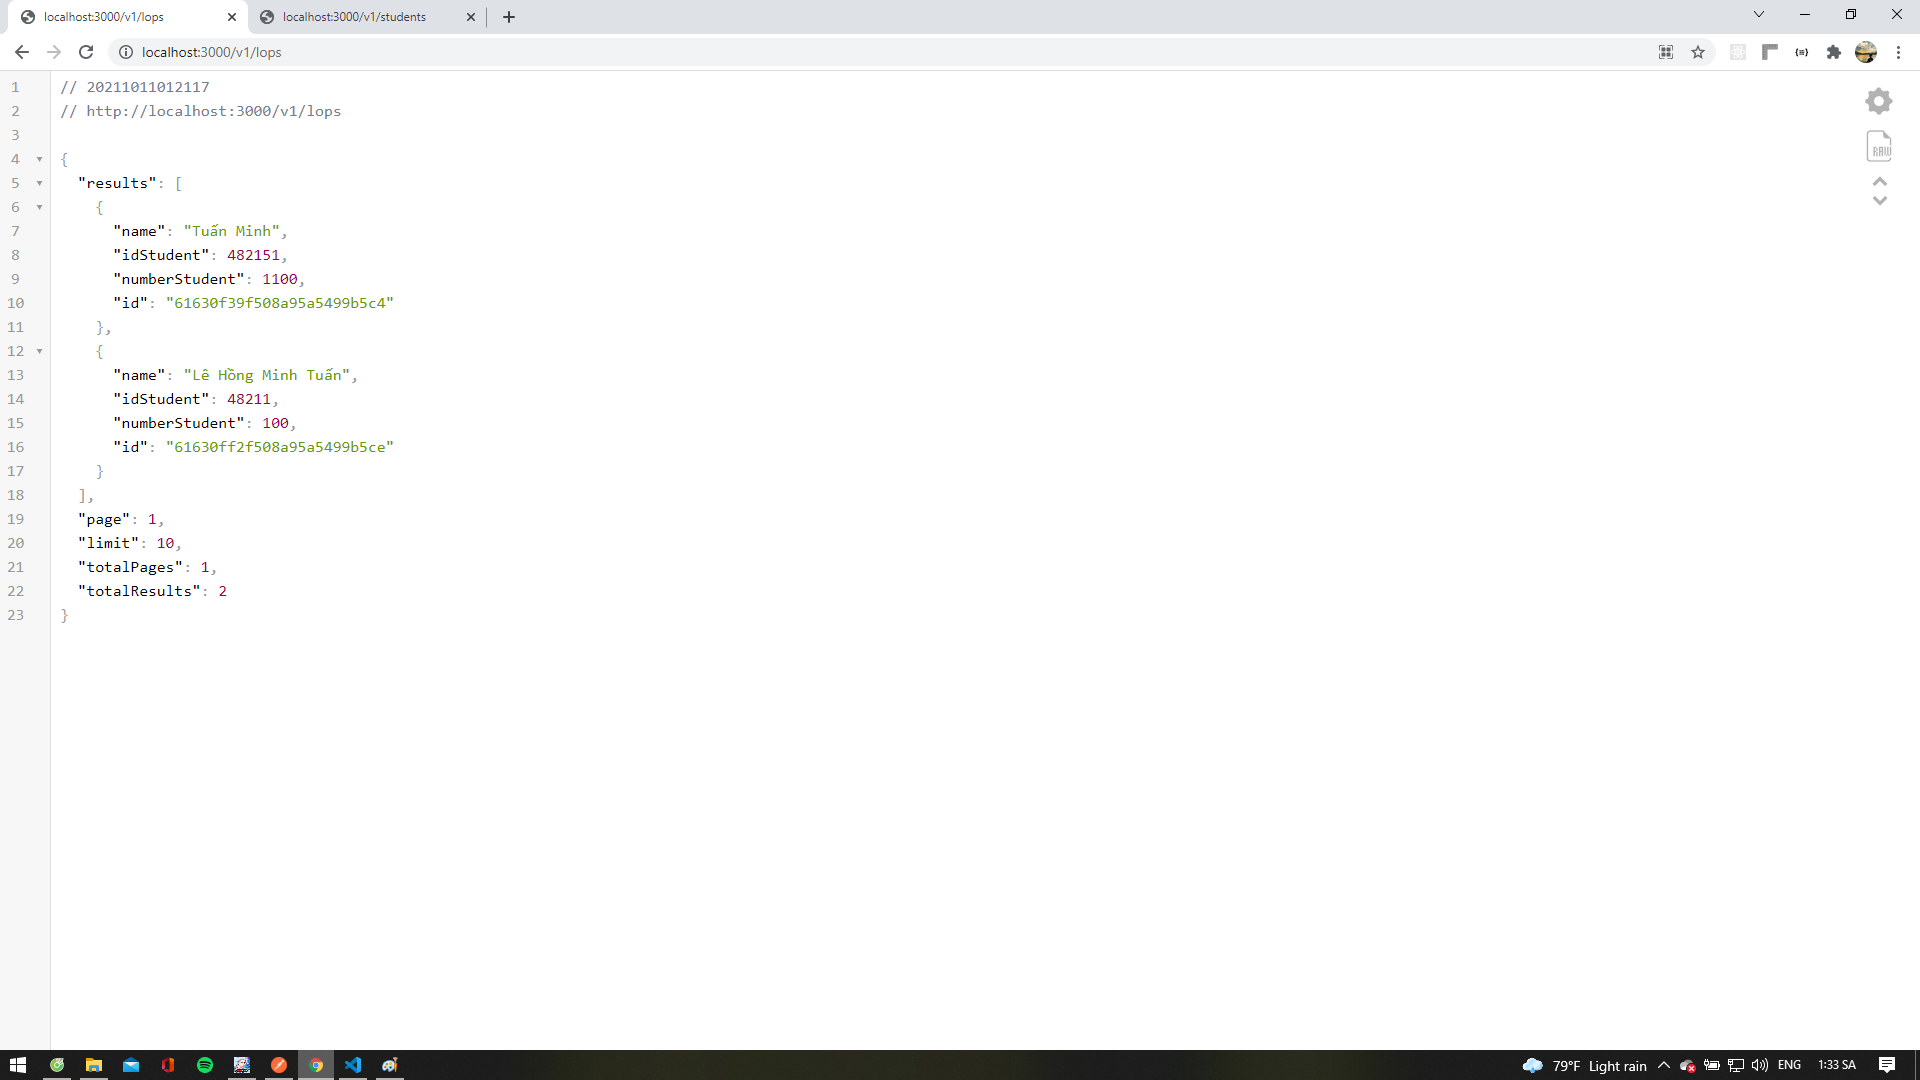 localhost:3000/v1/lops
localhost:3000/v1/students
localhost:3000/v1/lops
1 // 20211011012117
2 // http://localhost:3000/v1/lops
3
4 {
5 "results": [
6 {
7 "name": "Tuấn Minh",
8 "idStudent": 482151,
9 "numberStudent": 1100,
10 "id": "61630f39f508a95a5499b5c4"
11 },
12 {
13 "name": "Lê Hồng Minh Tuấn",
14 "idStudent": 48211,
15 "numberStudent": 100,
16 "id": "61630ff2f508a95a5499b5ce"
17 }
18 ],
19 "page": 1,
20 "limit": 10,
21 "totalPages": 1,
22 "totalResults": 2
23 }
RAW
79°F Light rain ENG 1:33 SA